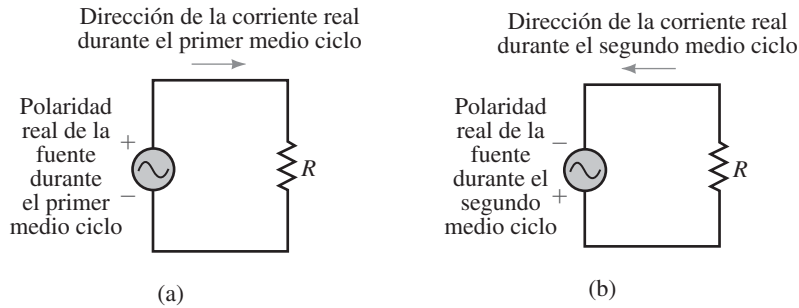 Dirección de la corriente real
durante el primer medio ciclo
Polaridad
real de la
fuente
durante
el primer
medio ciclo
+
−
R
(a)
Dirección de la corriente real
durante el segundo medio ciclo
Polaridad
real de la
fuente
durante el
segundo
medio ciclo
−
+
R
(b)